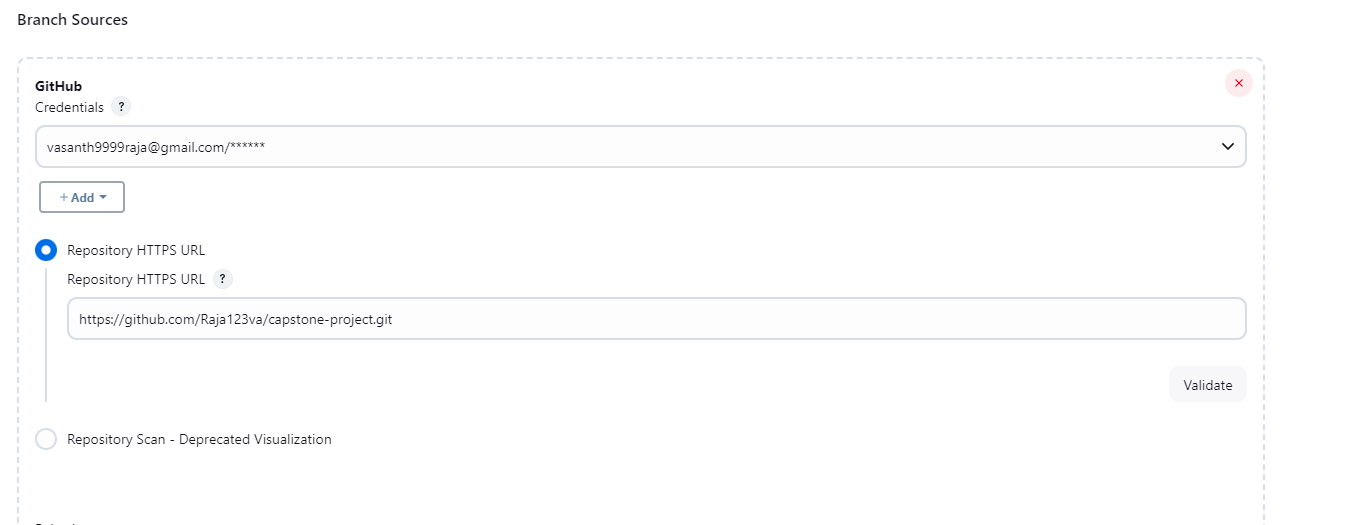 Branch Sources
GitHub
Credentials ?
vasanth9999raja@gmail.com/******
+ Add
Repository HTTPS URL
Repository HTTPS URL ?
https://github.com/Raja123va/capstone-project.git
Validate
Repository Scan - Deprecated Visualization